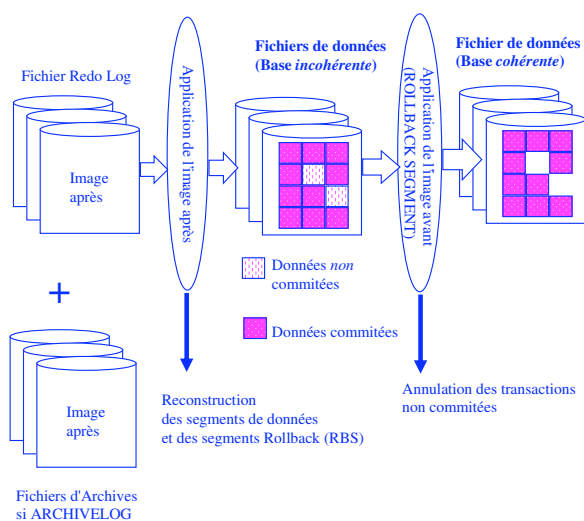 Fichier Redo Log
Image
après
+
Image
après
Fichiers d'Archives
si ARCHIVELOG
Application de l'image après
Reconstruction
des segments de données
et des segments Rollback (RBS)
Fichiers de données
(Base incohérente)
Données non
commitées
Données commitées
Application de l'image avant
(ROLLBACK SEGMENT)
Annulation des transactions
non commitées
Fichier de données
(Base cohérente)